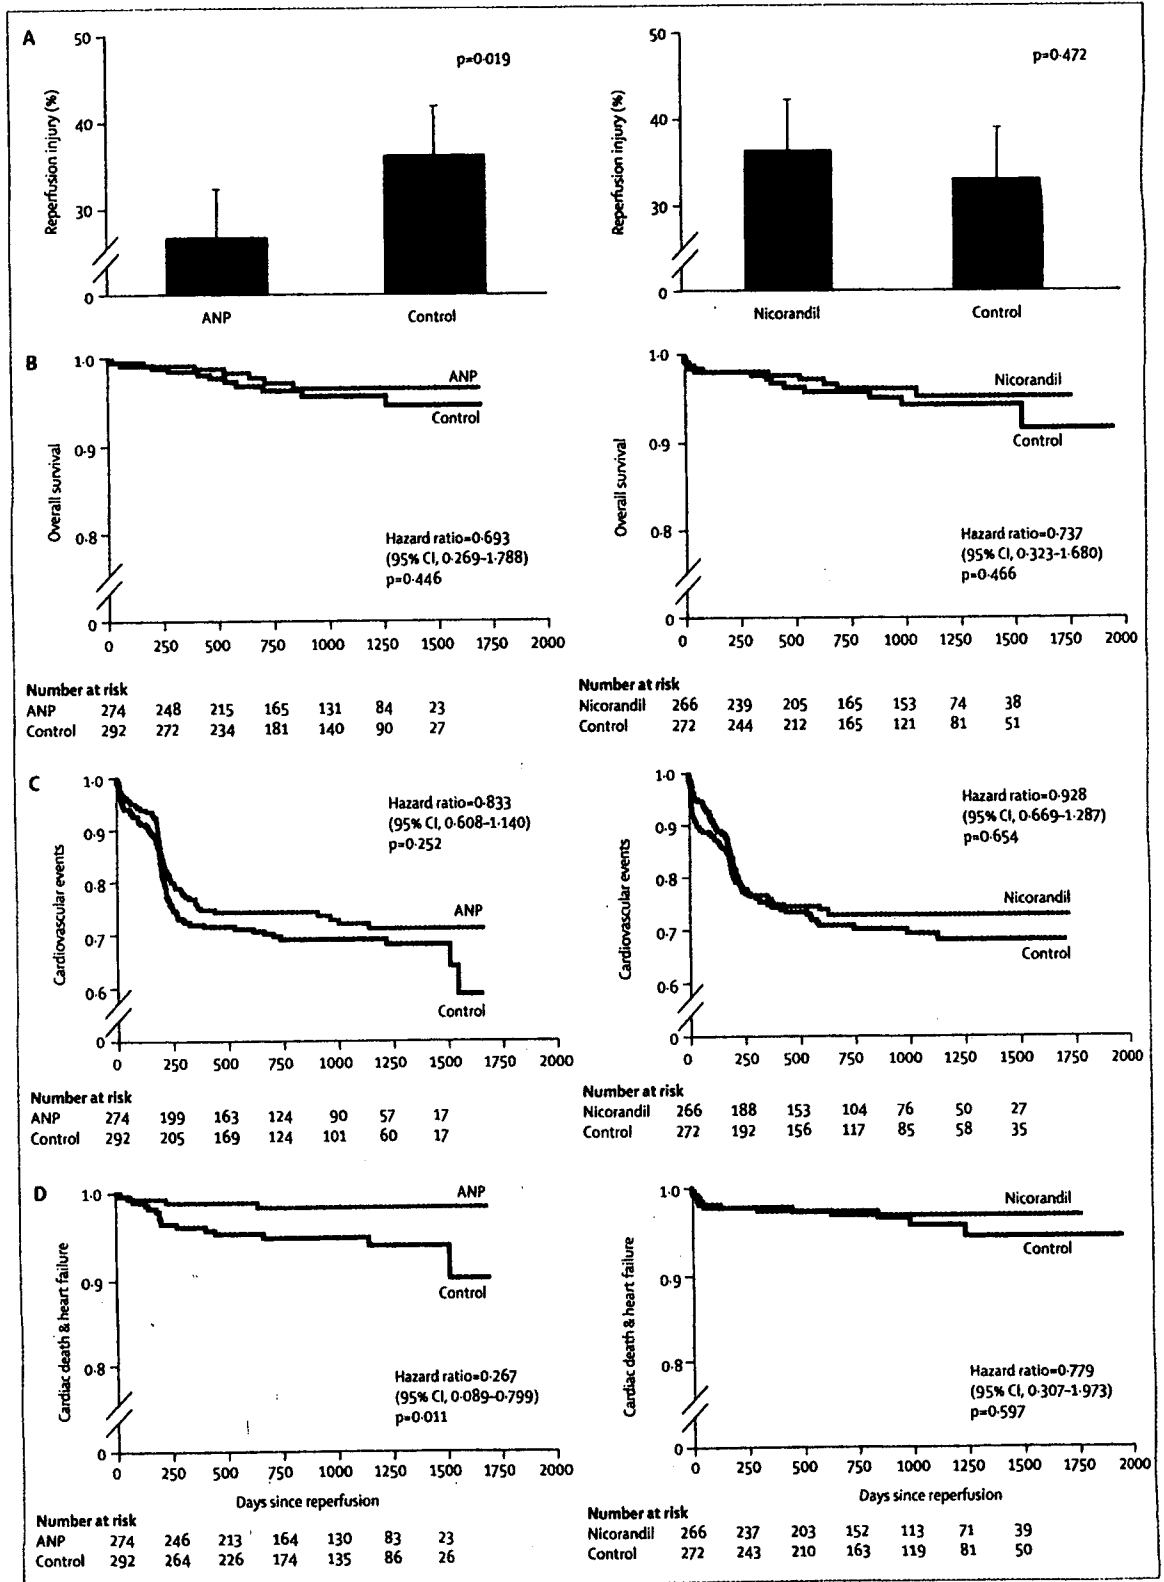 A
50
40
30
0
Reperfusion injury (%)
p=0·019
ANP Control
50
40
30
0
Reperfusion injury (%)
p=0·472
Nicorandil Control
B
1·0
0·9
0·8
0
Overall survival
ANP
Control
Hazard ratio=0·693
(95% CI, 0·269–1·788)
p=0·446
0 250 500 750 1000 1250 1500 1750 2000
Number at risk
ANP 274 248 215 165 131 84 23
Control 292 272 234 181 140 90 27
1·0
0·9
0·8
0
Overall survival
Nicorandil
Control
Hazard ratio=0·737
(95% CI, 0·323–1·680)
p=0·466
0 250 500 750 1000 1250 1500 1750 2000
Number at risk
Nicorandil 266 239 205 165 153 74 38
Control 272 244 212 165 121 81 51
C
1·0
0·9
0·8
0·7
0·6
0
Cardiovascular events
Hazard ratio=0·833
(95% CI, 0·608–1·140)
p=0·252
ANP
Control
0 250 500 750 1000 1250 1500 1750 2000
Number at risk
ANP 274 199 163 124 90 57 17
Control 292 205 169 124 101 60 17
1·0
0·9
0·8
0·7
0·6
0
Cardiovascular events
Hazard ratio=0·928
(95% CI, 0·669–1·287)
p=0·654
Nicorandil
Control
0 250 500 750 1000 1250 1500 1750 2000
Number at risk
Nicorandil 266 188 153 104 76 50 27
Control 272 192 156 117 85 58 35
D
1·0
0·9
0·8
0
Cardiac death & heart failure
ANP
Control
Hazard ratio=0·267
(95% CI, 0·089–0·799)
p=0·011
0 250 500 750 1000 1250 1500 1750 2000
Days since reperfusion
Number at risk
ANP 274 246 213 164 130 83 23
Control 292 264 226 174 135 86 26
1·0
0·9
0·8
0
Cardiac death & heart failure
Nicorandil
Control
Hazard ratio=0·779
(95% CI, 0·307–1·973)
p=0·597
0 250 500 750 1000 1250 1500 1750 2000
Days since reperfusion
Number at risk
Nicorandil 266 237 203 152 113 71 39
Control 272 243 210 163 119 81 50